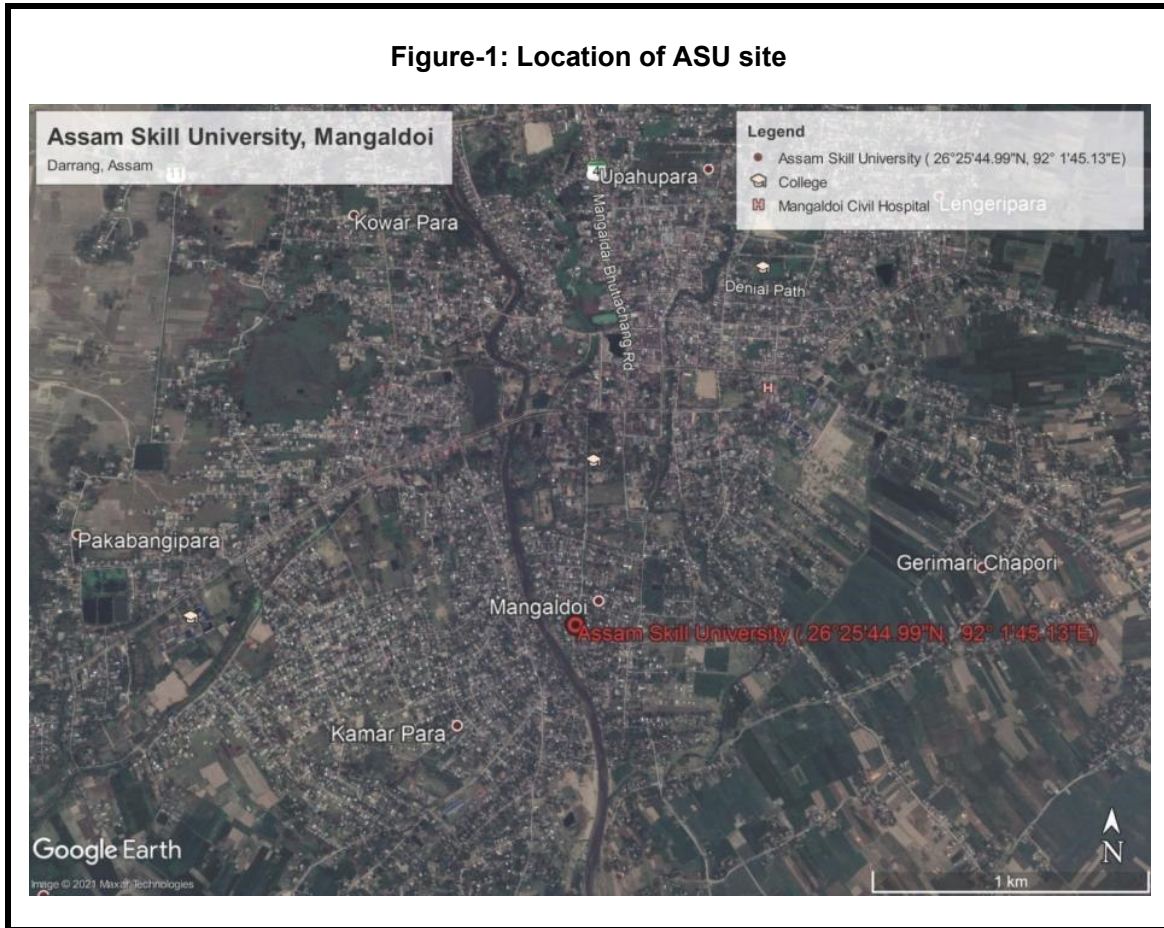 Figure-1: Location of ASU site
Assam Skill University, Mangaldoi
Darrang, Assam
11
Legend
Assam Skill University ( 26°25'44.99"N, 92° 1'45.13"E)
College
Mangaldoi Civil Hospital
Upahupara
Lengeripara
Kowar Para
Mangaldai Bhutiachang Rd
Denial Path
H
Pakabangipara
Gerimari Chapori
Mangaldoi
Assam Skill University ( 26°25'44.99"N, 92° 1'45.13"E)
Kamar Para
Google Earth
Image © 2021 Maxar Technologies
N
1 km